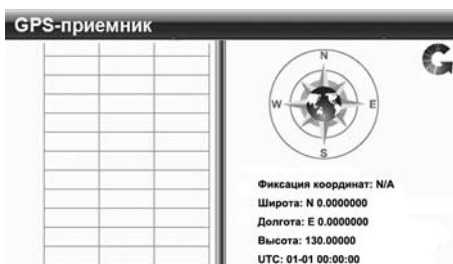 GPS-приемник
N
W
E
S
Фиксация координат: N/A
Широта: N 0.0000000
Долгота: E 0.0000000
Высота: 130.00000
UTC: 01-01 00:00:00